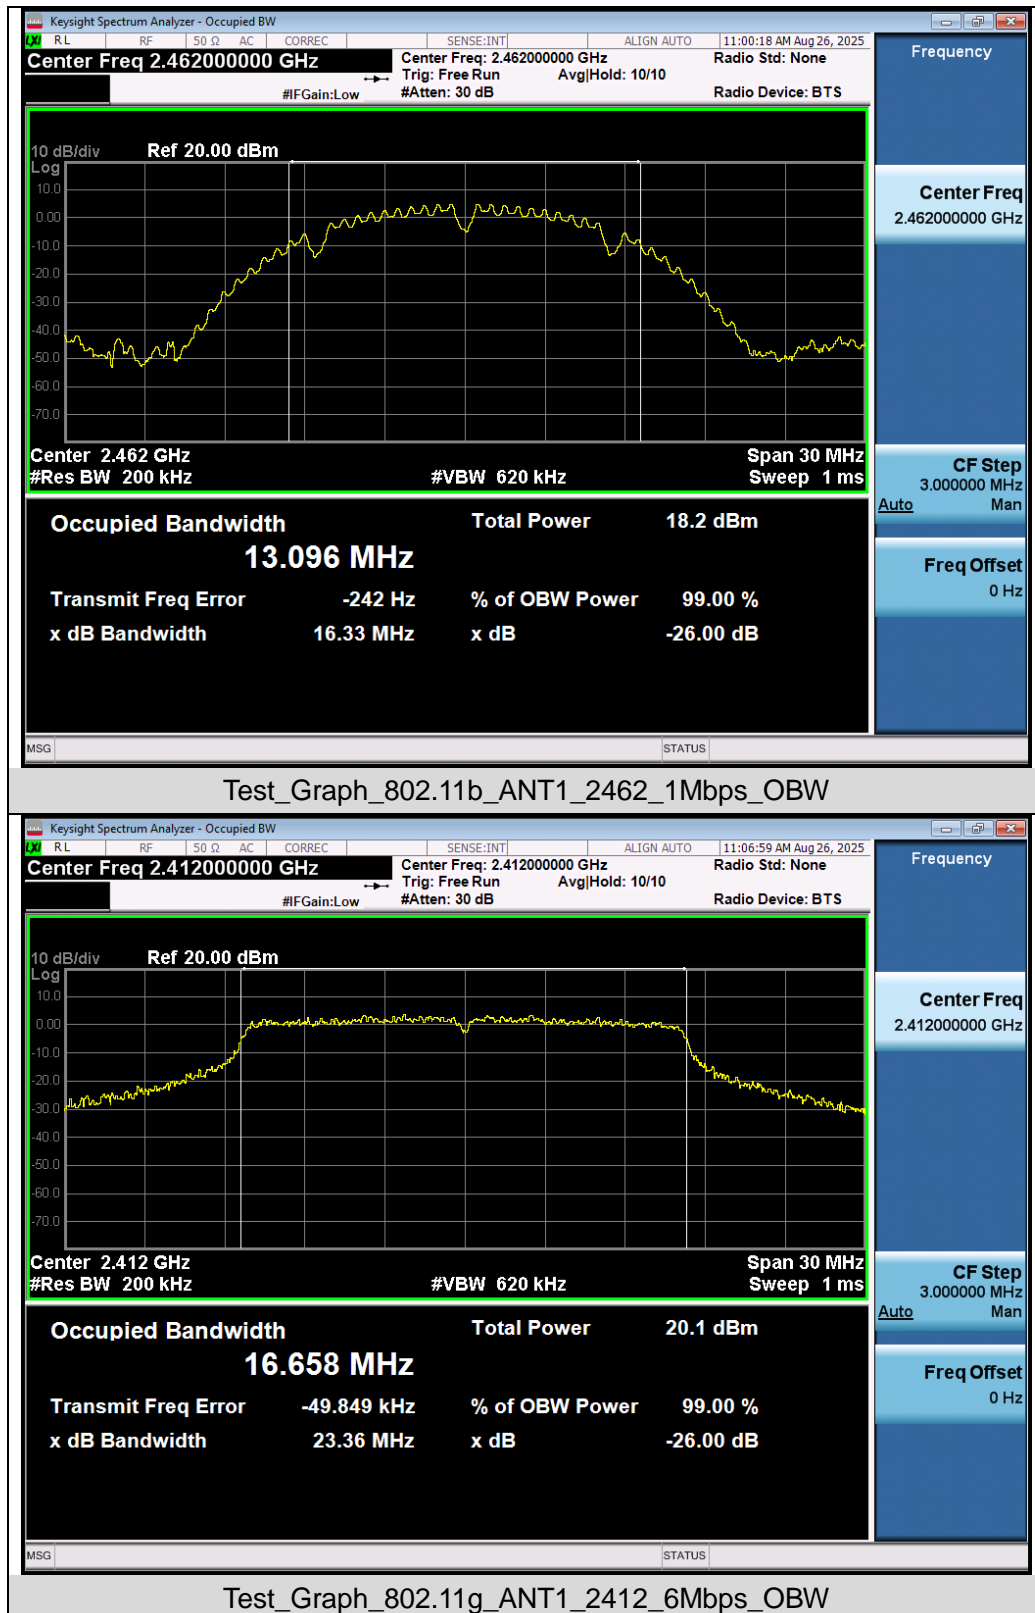 Keysight Spectrum Analyzer - Occupied BW
LXI RL RF 50 Ω AC CORREC SENSE:INT ALIGN AUTO 11:00:18 AM Aug 26, 2025
Center Freq 2.462000000 GHz
Center Freq: 2.462000000 GHz
Radio Std: None
Trig: Free Run Avg|Hold: 10/10
#IFGain:Low
#Atten: 30 dB
Radio Device: BTS
Frequency
10 dB/div Ref 20.00 dBm
Log
10.0
0.00
-10.0
-20.0
-30.0
-40.0
-50.0
-60.0
-70.0
Center 2.462 GHz Span 30 MHz
#Res BW 200 kHz #VBW 620 kHz Sweep 1 ms
Center Freq
2.462000000 GHz
CF Step
3.000000 MHz
Auto Man
Freq Offset
0 Hz
Occupied Bandwidth Total Power 18.2 dBm
13.096 MHz
Transmit Freq Error -242 Hz % of OBW Power 99.00 %
x dB Bandwidth 16.33 MHz x dB -26.00 dB
MSG STATUS
Test_Graph_802.11b_ANT1_2462_1Mbps_OBW
Keysight Spectrum Analyzer - Occupied BW
LXI RL RF 50 Ω AC CORREC SENSE:INT ALIGN AUTO 11:06:59 AM Aug 26, 2025
Center Freq 2.412000000 GHz
Center Freq: 2.412000000 GHz
Radio Std: None
Trig: Free Run Avg|Hold: 10/10
#IFGain:Low
#Atten: 30 dB
Radio Device: BTS
Frequency
10 dB/div Ref 20.00 dBm
Log
10.0
0.00
-10.0
-20.0
-30.0
-40.0
-50.0
-60.0
-70.0
Center 2.412 GHz Span 30 MHz
#Res BW 200 kHz #VBW 620 kHz Sweep 1 ms
Center Freq
2.412000000 GHz
CF Step
3.000000 MHz
Auto Man
Freq Offset
0 Hz
Occupied Bandwidth Total Power 20.1 dBm
16.658 MHz
Transmit Freq Error -49.849 kHz % of OBW Power 99.00 %
x dB Bandwidth 23.36 MHz x dB -26.00 dB
MSG STATUS
Test_Graph_802.11g_ANT1_2412_6Mbps_OBW